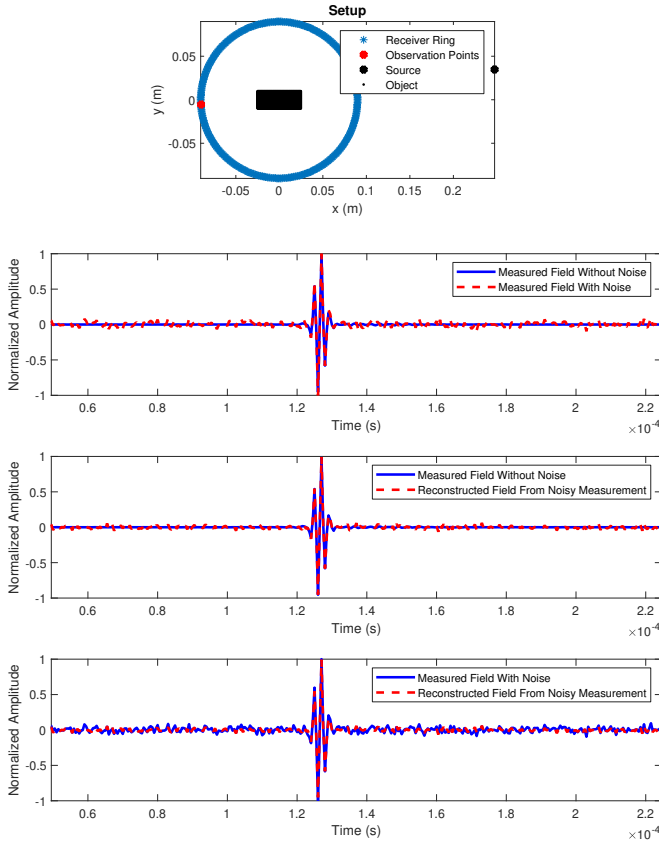 Setup
Receiver Ring
Observation Points
Source
Object
y (m)
0.05
0
-0.05
-0.05 0 0.05 0.1 0.15 0.2
x (m)
Measured Field Without Noise
Measured Field With Noise
Normalized Amplitude
1
0.5
0
-0.5
-1
0.6 0.8 1 1.2 1.4 1.6 1.8 2 2.2
Time (s)
×10-4
Measured Field Without Noise
Reconstructed Field From Noisy Measurement
Normalized Amplitude
1
0.5
0
-0.5
-1
0.6 0.8 1 1.2 1.4 1.6 1.8 2 2.2
Time (s)
×10-4
Measured Field With Noise
Reconstructed Field From Noisy Measurement
Normalized Amplitude
1
0.5
0
-0.5
-1
0.6 0.8 1 1.2 1.4 1.6 1.8 2 2.2
Time (s)
×10-4